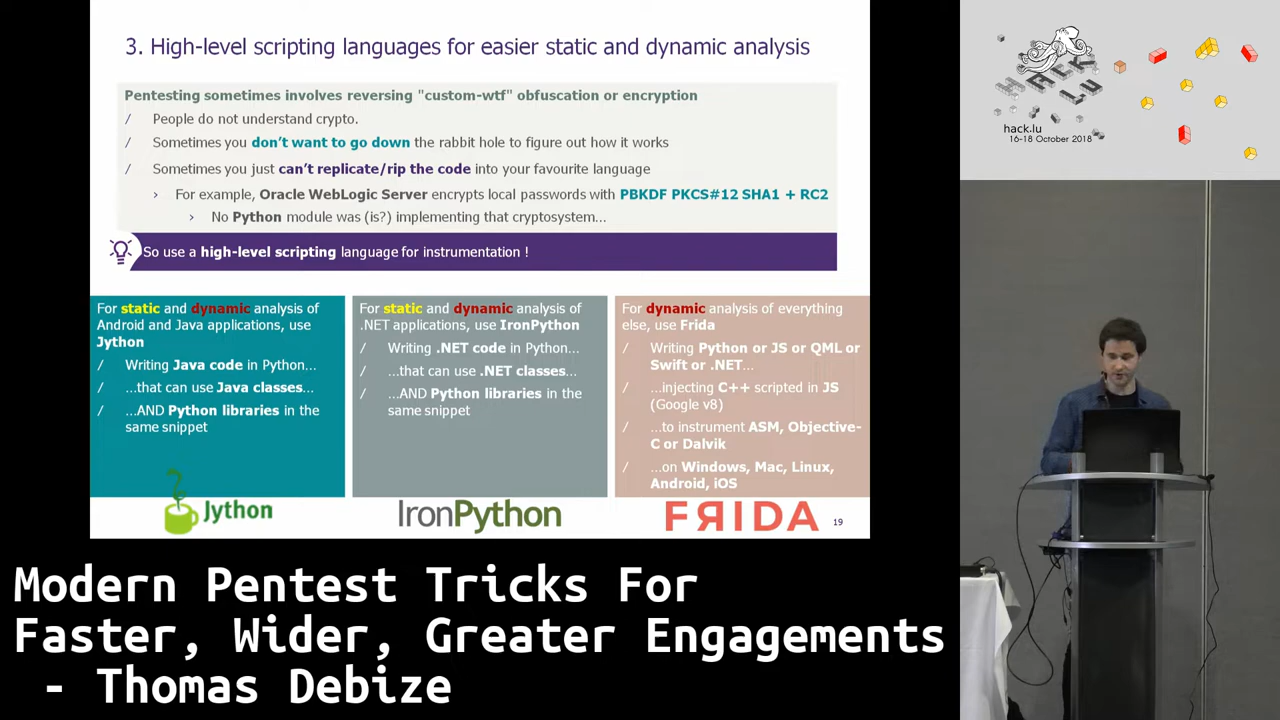 3. High-level scripting languages for easier static and dynamic analysis
Pentesting sometimes involves reversing "custom-wtf" obfuscation or encryption
/ People do not understand crypto.
/ Sometimes you don't want to go down the rabbit hole to figure out how it works
/ Sometimes you just can't replicate/rip the code into your favourite language
› For example, Oracle WebLogic Server encrypts local passwords with PBKDF PKCS#12 SHA1 + RC2
› No Python module was (is?) implementing that cryptosystem...
So use a high-level scripting language for instrumentation !
For static and dynamic analysis of
Android and Java applications, use
Jython
/ Writing Java code in Python...
/ ...that can use Java classes...
/ ...AND Python libraries in the
same snippet
Jython
For static and dynamic analysis of
.NET applications, use IronPython
/ Writing .NET code in Python...
/ ...that can use .NET classes...
/ ...AND Python libraries in the
same snippet
IronPython
For dynamic analysis of everything
else, use Frida
/ Writing Python or JS or QML or
Swift or .NET...
/ ...injecting C++ scripted in JS
(Google v8)
/ ...to instrument ASM, Objective-
C or Dalvik
/ ...on Windows, Mac, Linux,
Android, iOS
FRIDA
19
HACK
LU
hack.lu
16-18 October 2018
Modern Pentest Tricks For
Faster, Wider, Greater Engagements
- Thomas Debize